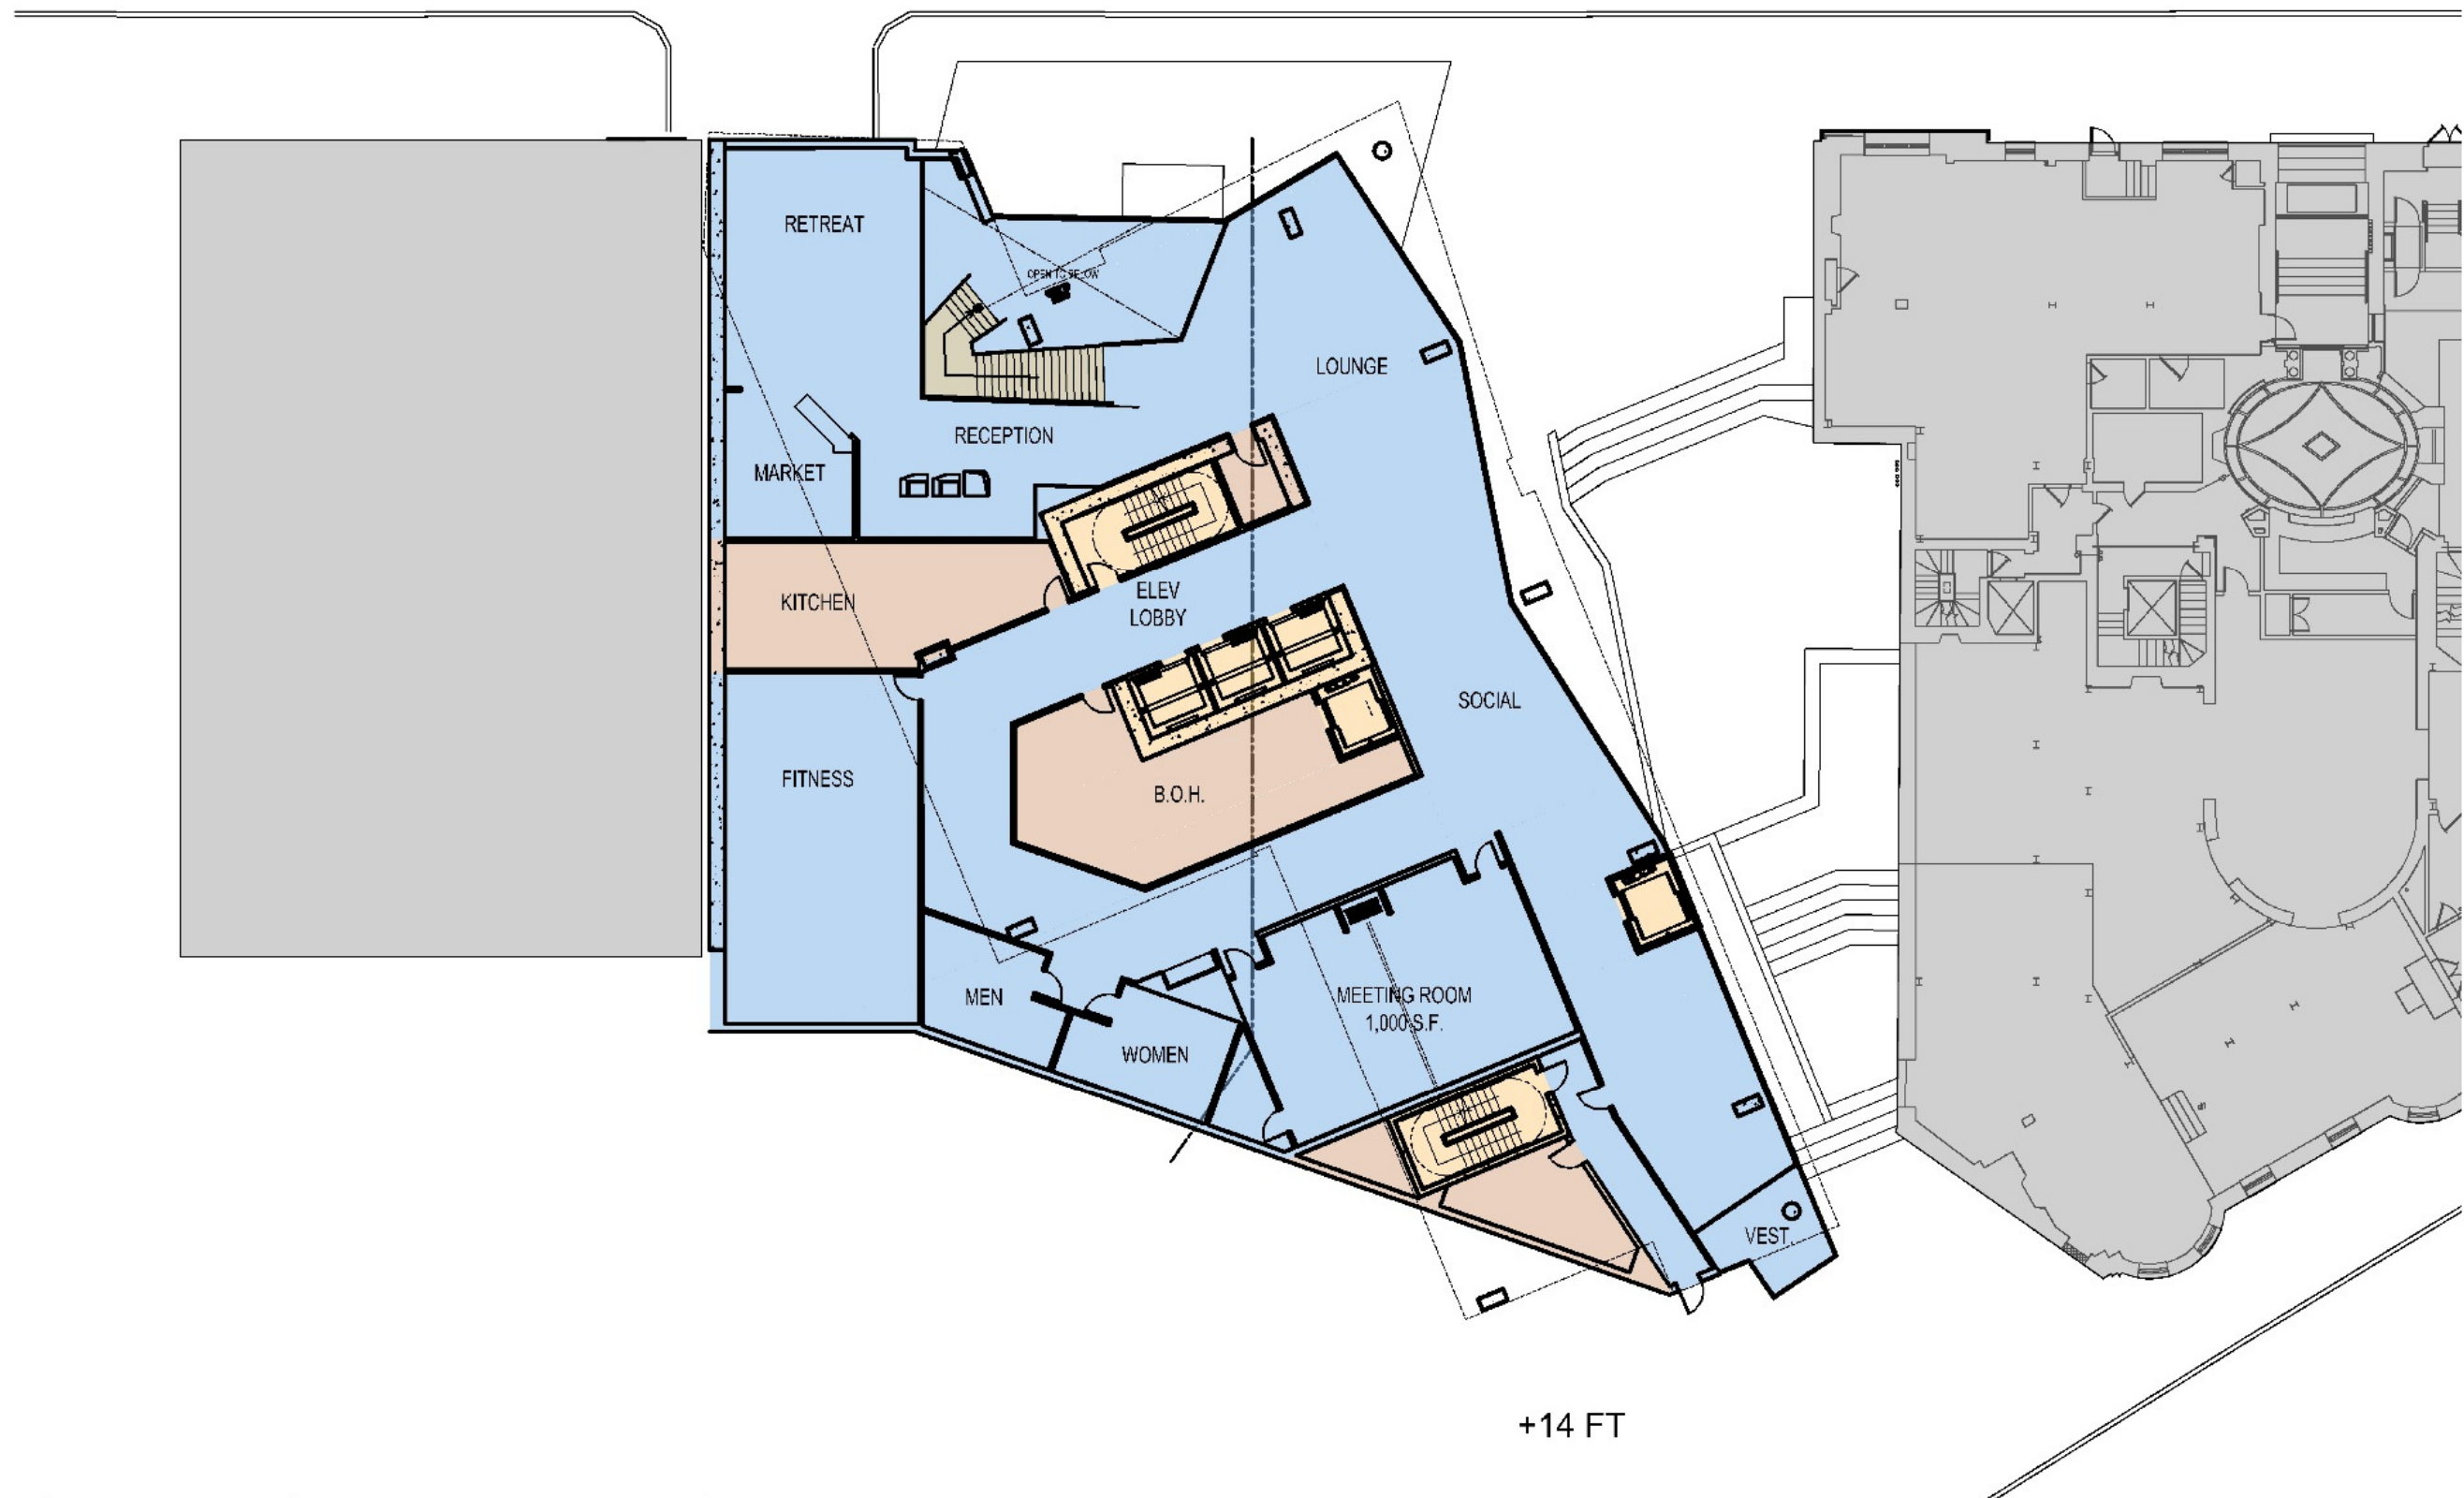 RETREAT
OPEN TO BELOW
LOUNGE
RECEPTION
MARKET
KITCHEN
ELEV
LOBBY
SOCIAL
FITNESS
B.O.H.
MEN
MEETING ROOM
1,000 S.F.
WOMEN
VEST.
+14 FT